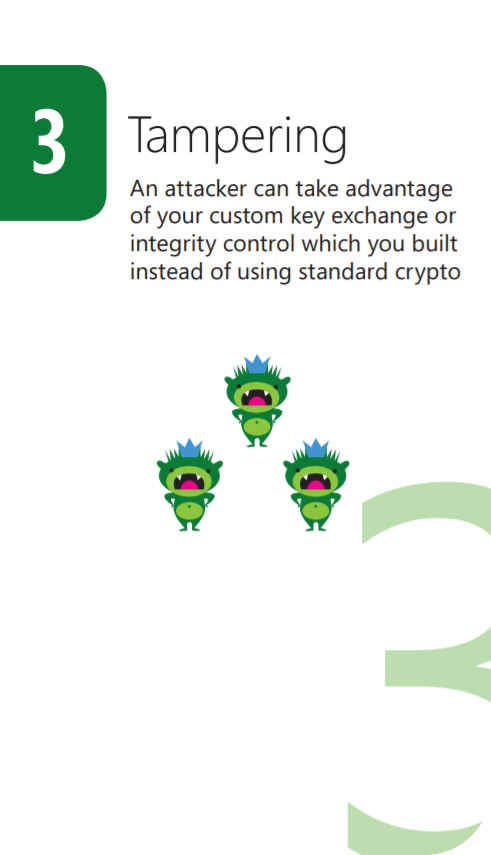 3
Tampering
An attacker can take advantage
of your custom key exchange or
integrity control which you built
instead of using standard crypto
3